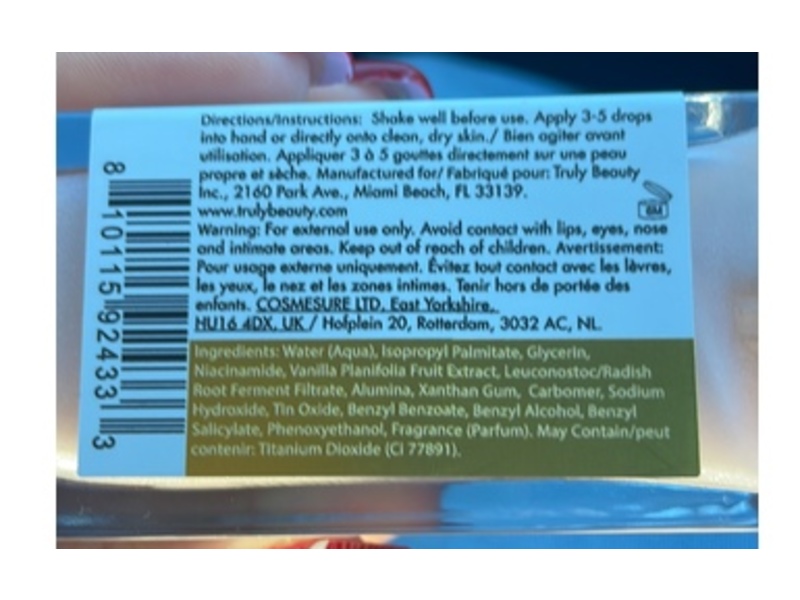 Directions/Instructions: Shake well before use. Apply 3-5 drops
into hand or directly onto clean, dry skin./ Bien agiter avant
utilisation. Appliquer 3 à 5 gouttes directement sur une peau
propre et sèche. Manufactured for/ Fabriqué pour: Truly Beauty
Inc., 2160 Park Ave., Miami Beach, FL 33139.
www.trulybeauty.com
6M
Warning: For external use only. Avoid contact with lips, eyes, nose
and intimate areas. Keep out of reach of children. Avertissement:
Pour usage externe uniquement. Évitez tout contact avec les lèvres,
les yeux, le nez et les zones intimes. Tenir hors de portée des
enfants. COSMESURE LTD, East Yorkshire,
HU16 4DX, UK / Hofplein 20, Rotterdam, 3032 AC, NL.
Ingredients: Water (Aqua), Isopropyl Palmitate, Glycerin,
Niacinamide, Vanilla Planifolia Fruit Extract, Leuconostoc/Radish
Root Ferment Filtrate, Alumina, Xanthan Gum, Carbomer, Sodium
Hydroxide, Tin Oxide, Benzyl Benzoate, Benzyl Alcohol, Benzyl
Salicylate, Phenoxyethanol, Fragrance (Parfum). May Contain/peut
contenir: Titanium Dioxide (CI 77891).
8 10115 92433 3